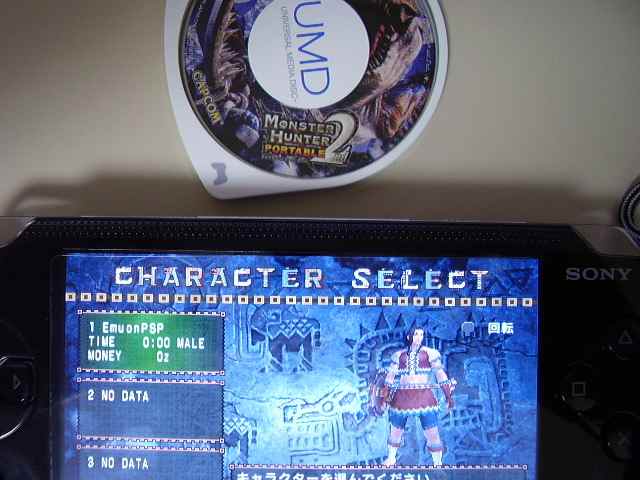 UMD
UNIVERSAL MEDIA DISC
CAPCOM
MONSTER
HUNTER
PORTABLE 2nd
SONY
CHARACTER SELECT
1 EmuonPSP
TIME 0:00 MALE
MONEY 0z
回転
2 NO DATA
3 NO DATA
キャラクターを選んでください